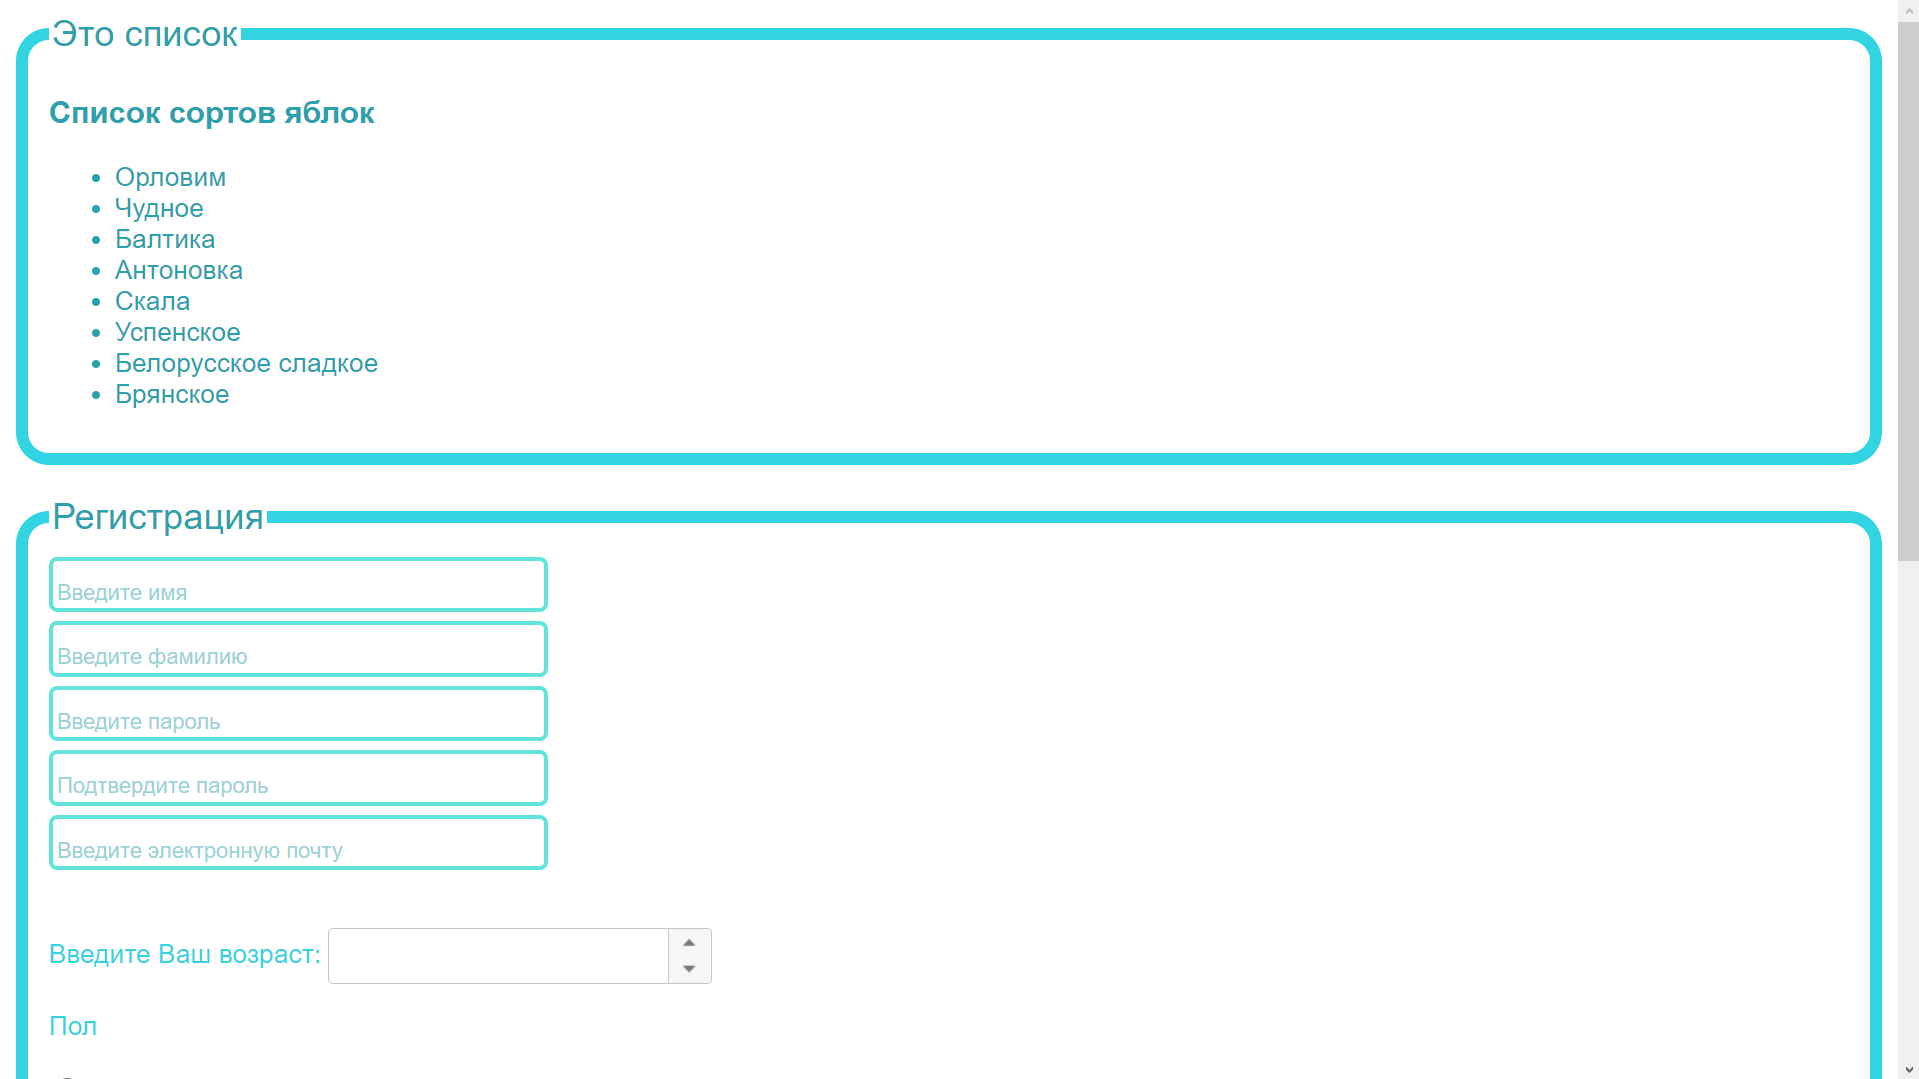 Это список
Список сортов яблок
Орловим
Чудное
Балтика
Антоновка
Скала
Успенское
Белорусское сладкое
Брянское
Регистрация
Введите имя
Введите фамилию
Введите пароль
Подтвердите пароль
Введите электронную почту
Введите Ваш возраст:
Пол